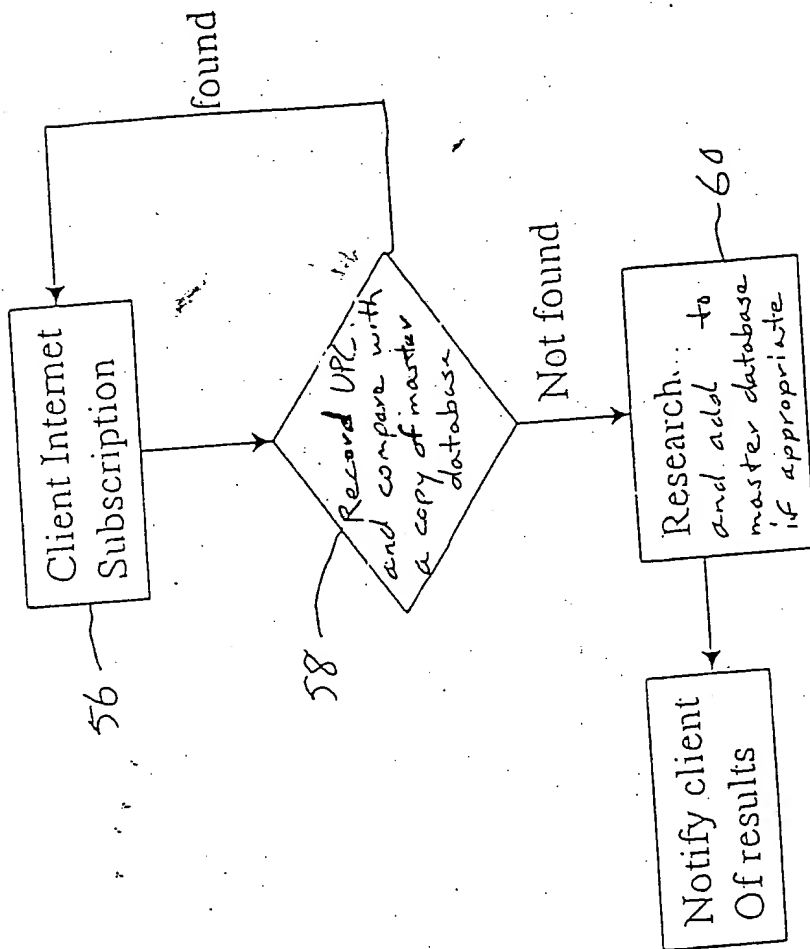 Client Internet
Subscription
56
found
Record UPC
and compare with
a copy of master
database
58
Not found
Research...
and add to
master database
if appropriate
60
Notify client
Of results